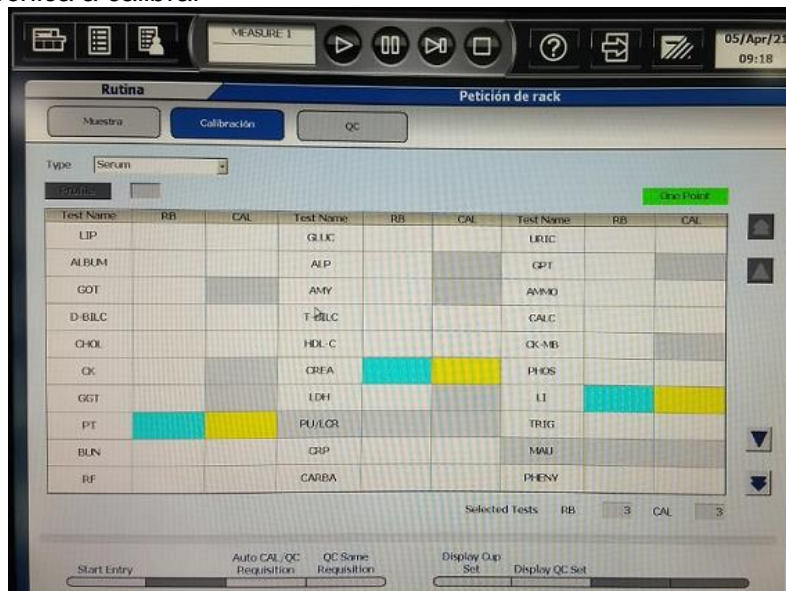 MEASURE 1
05/Apr/21
09:18
Rutina
Petición de rack
Muestra
Calibración
QC
Type Serum
Profile
One Point
Test Name RB CAL Test Name RB CAL Test Name RB CAL
LIP GLUC URIC
ALBUM ALP GPT
GOT AMY AMMO
D-BILC T-BILC CALC
CHOL HDL-C CK-MB
CK CREA PHOS
GGT LDH LI
PT PU/LCR TRIG
BUN CRP MAU
RF CARBA PHENY
Selected Tests RB 3 CAL 3
Start Entry
Auto CAL/QC Requisition
QC Same Requisition
Display Cup Set
Display QC Set